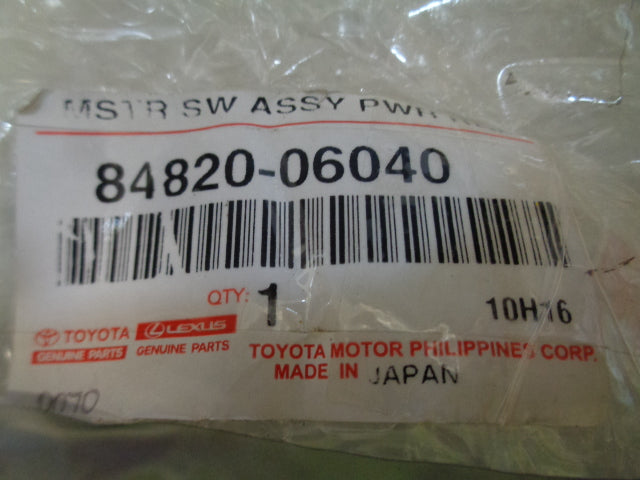 MSTR SW ASSY PWR
84820-06040
QTY: 1
10H16
TOYOTA LEXUS
GENUINE PARTS GENUINE PARTS
TOYOTA MOTOR PHILIPPINES CORP.
MADE IN JAPAN
0670